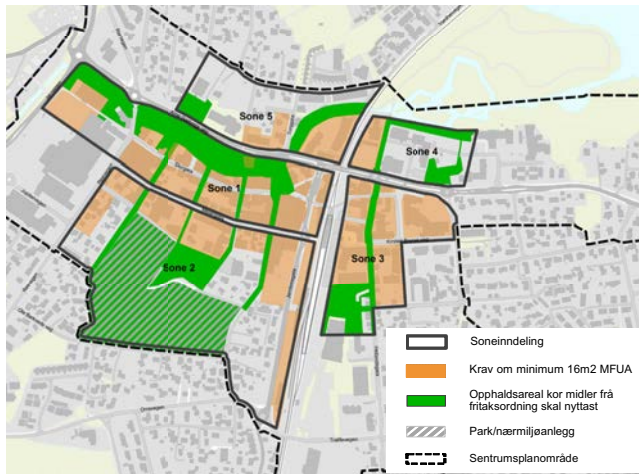 Sone 5
Sone 4
Sone 1
Sone 3
Sone 2
Soneinndeling
Krav om minimum 16m2 MFUA
Opphaldsareal kor midler frå
fritaksordning skal nyttast
Park/nærmiljøanlegg
Sentrumsplanområde